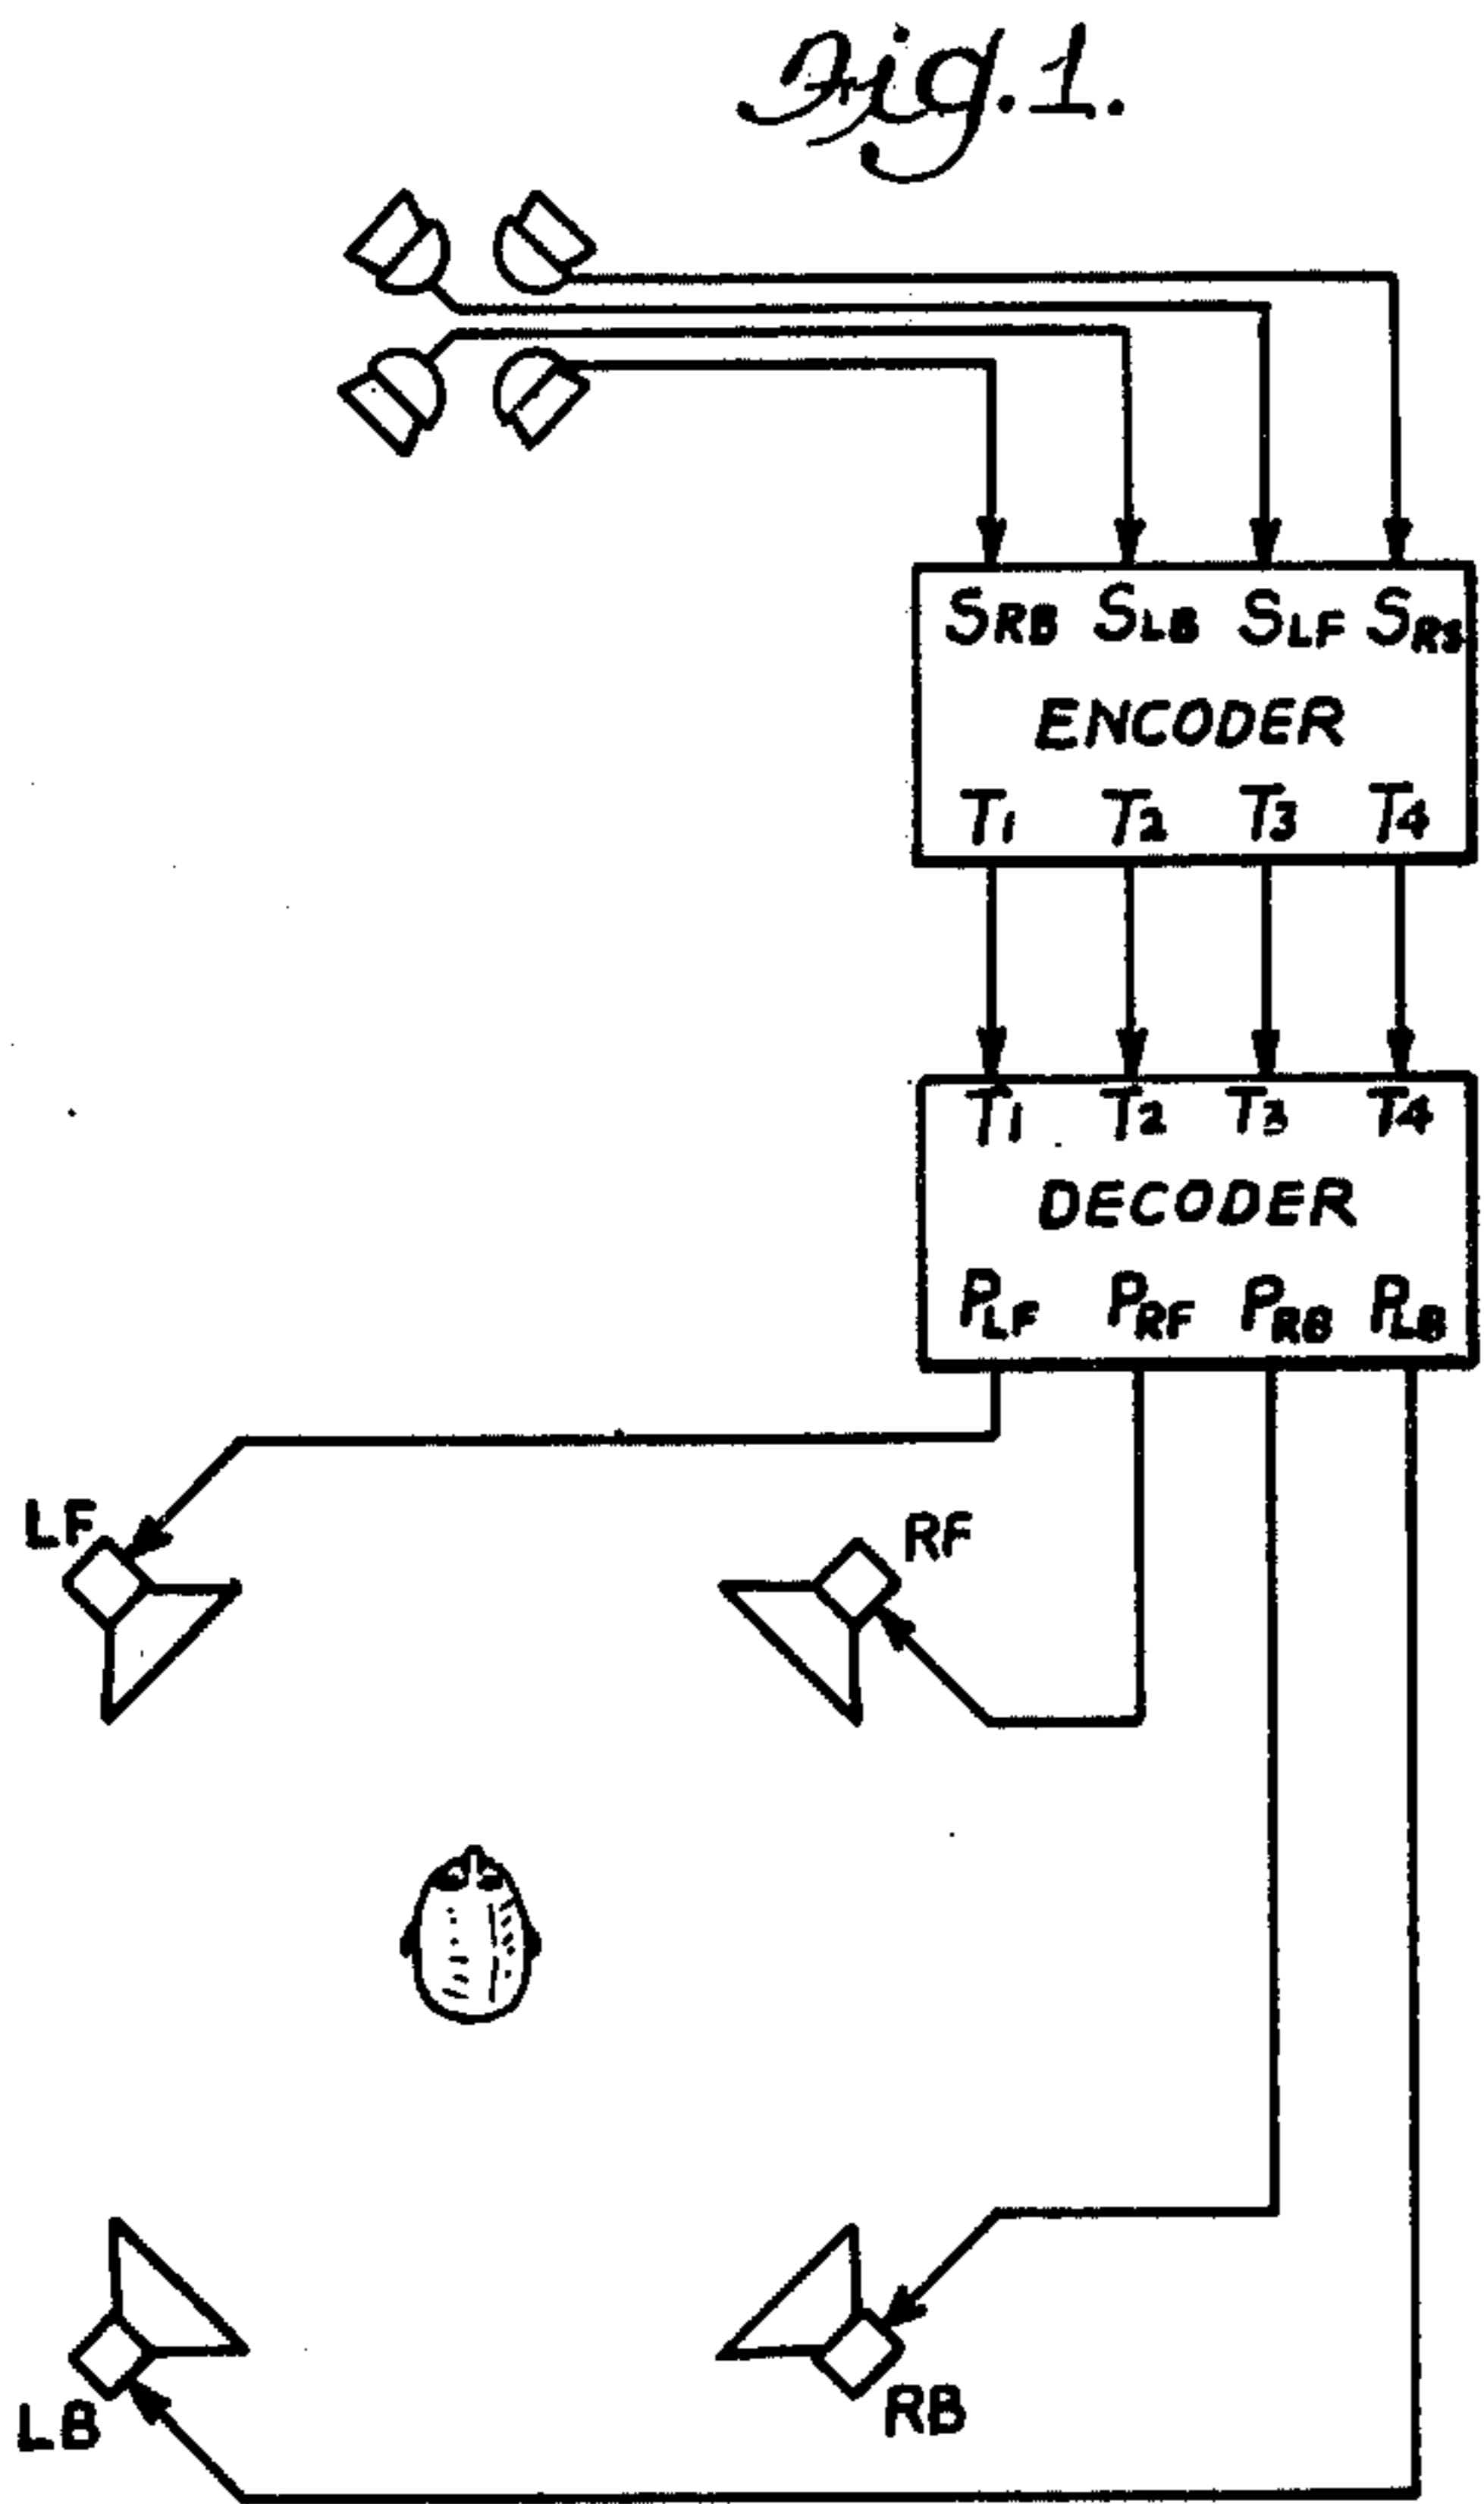 Fig. 1.
SRB SLB SLF SRS
ENCODER
T1 T2 T3 T4
T1 T2 T3 T4
DECODER
PLF PRF PRB PLB
LF
RF
LB
RB